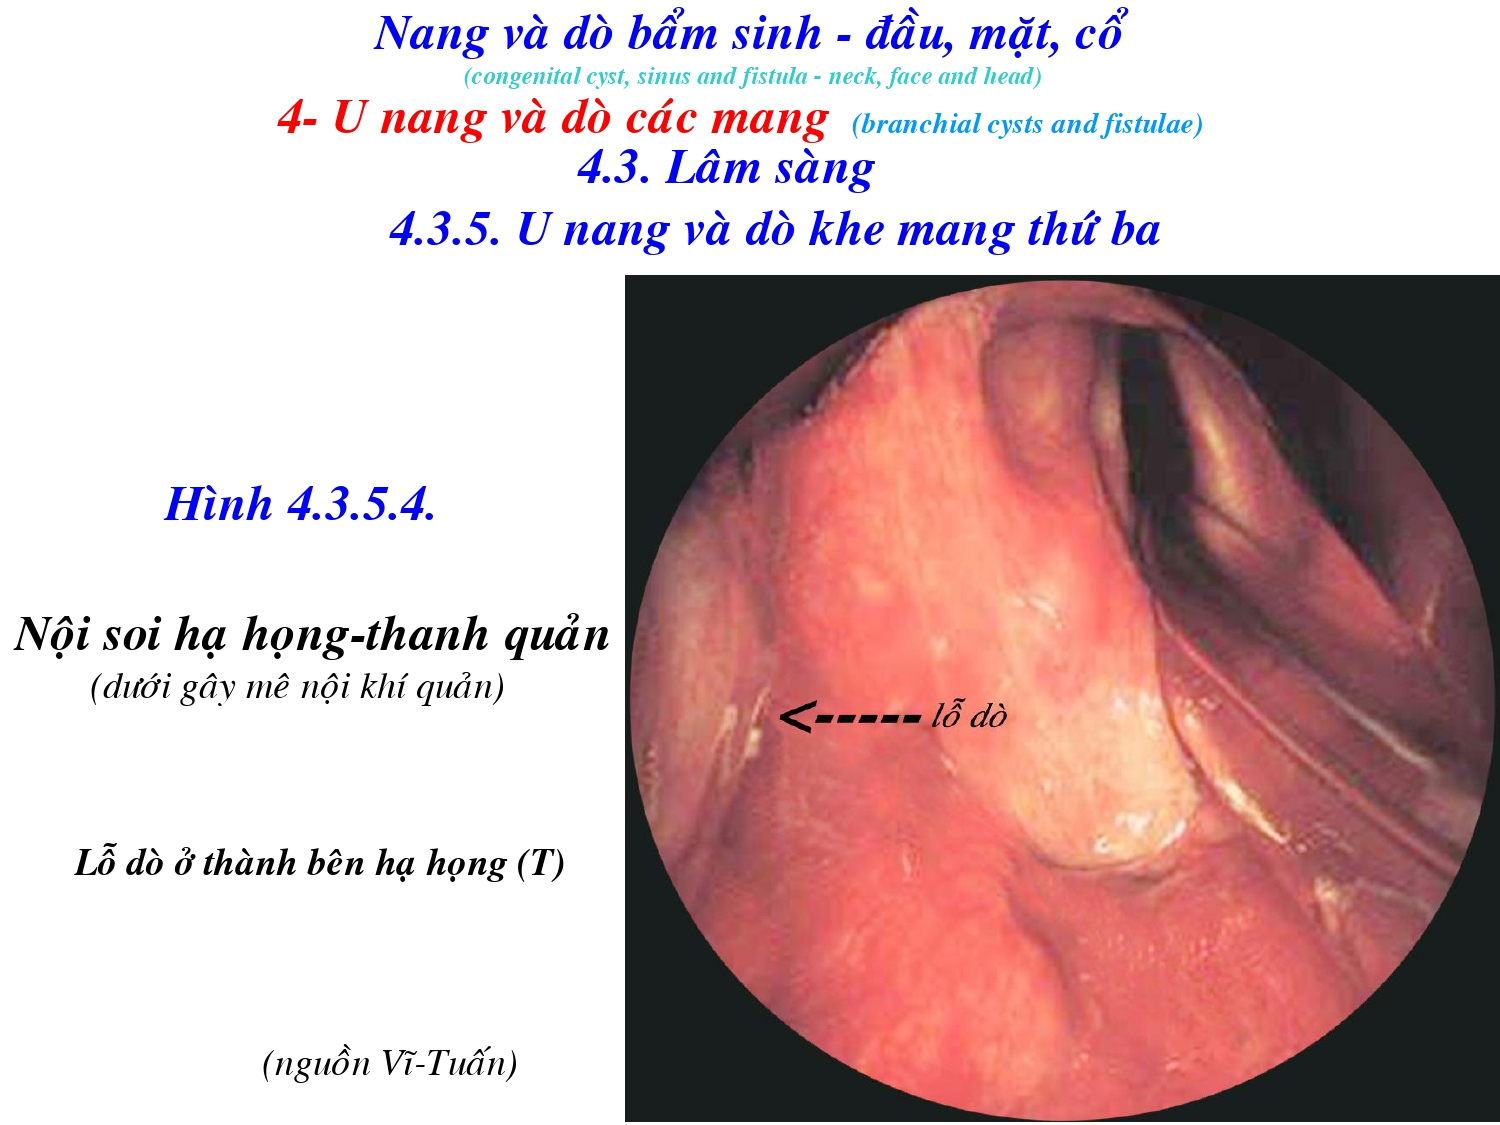 Nang và dò bẩm sinh - đầu, mặt, cổ
(congenital cyst, sinus and fistula - neck, face and head)
4- U nang và dò các mang (branchial cysts and fistulae)
4.3. Lâm sàng
4.3.5. U nang và dò khe mang thứ ba
Hình 4.3.5.4.
Nội soi hạ họng-thanh quản
(dưới gây mê nội khí quản)
<----- lỗ dò
Lỗ dò ở thành bên hạ họng (T)
(nguồn Vĩ-Tuấn)